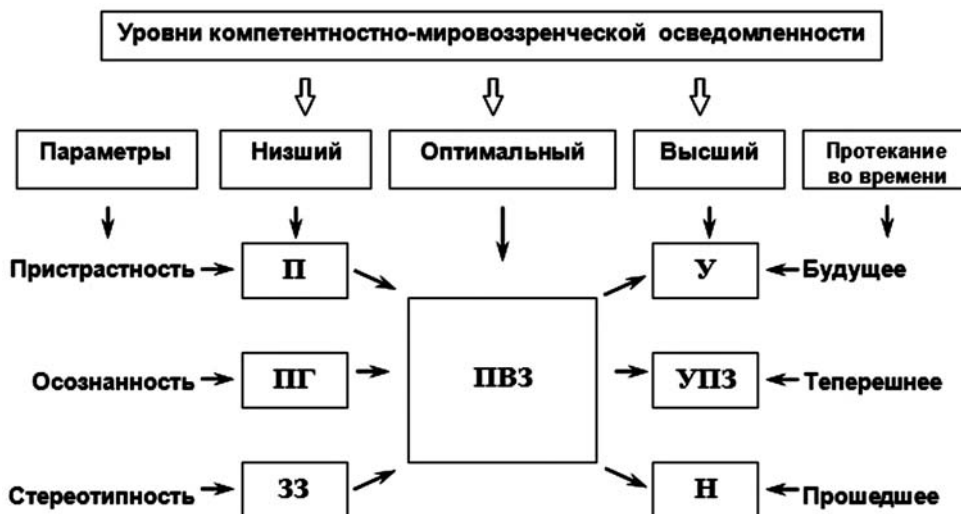 Уровни компетентностно-мировоззренческой осведомленности
Параметры
Низший
Оптимальный
Высший
Протекание
во времени
Пристрастность
П
У
Будущее
Осознанность
ПГ
ПВЗ
УПЗ
Теперешнее
Стереотипность
ЗЗ
Н
Прошедшее